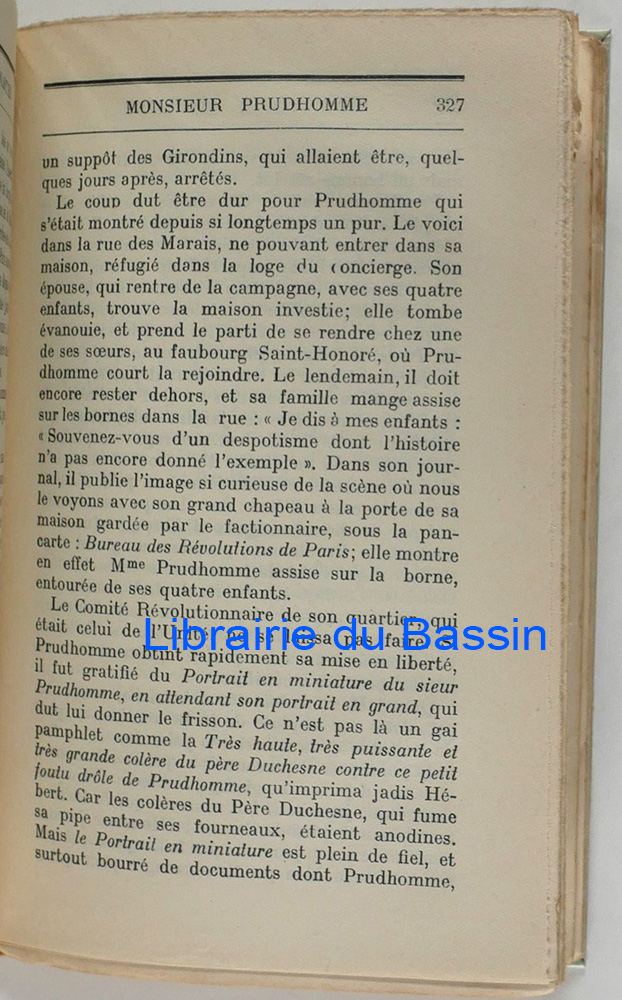 MONSIEUR PRUDHOMME 327
un suppôt des Girondins, qui allaient être, quel-
ques jours après, arrêtés.
Le coup dut être dur pour Prudhomme qui
s'était montré depuis si longtemps un pur. Le voici
dans la rue des Marais, ne pouvant entrer dans sa
maison, réfugié dans la loge du concierge. Son
épouse, qui rentre de la campagne, avec ses quatre
enfants, trouve la maison investie; elle tombe
évanouie, et prend le parti de se rendre chez une
de ses sœurs, au faubourg Saint-Honoré, où Pru-
dhomme court la rejoindre. Le lendemain, il doit
encore rester dehors, et sa famille mange assise
sur les bornes dans la rue : « Je dis à mes enfants :
« Souvenez-vous d'un despotisme dont l'histoire
n'a pas encore donné l'exemple ». Dans son jour-
nal, il publie l'image si curieuse de la scène où nous
le voyons avec son grand chapeau à la porte de sa
maison gardée par le factionnaire, sous la pan-
carte : Bureau des Révolutions de Paris; elle montre
en effet Mme Prudhomme assise sur la borne,
entourée de ses quatre enfants.
Le Comité Révolutionnaire de son quartier, qui
était celui de l'Unité, ne se laissa pas faire.
Librairie du Bassin
Prudhomme obtint rapidement sa mise en liberté,
il fut gratifié du Portrait en miniature du sieur
Prudhomme, en attendant son portrait en grand, qui
dut lui donner le frisson. Ce n'est pas là un gai
pamphlet comme la Très haute, très puissante et
très grande colère du père Duchesne contre ce petit
foutu drôle de Prudhomme, qu'imprima jadis Hé-
bert. Car les colères du Père Duchesne, qui fume
sa pipe entre ses fourneaux, étaient anodines.
Mais le Portrait en miniature est plein de fiel, et
surtout bourré de documents dont Prudhomme,